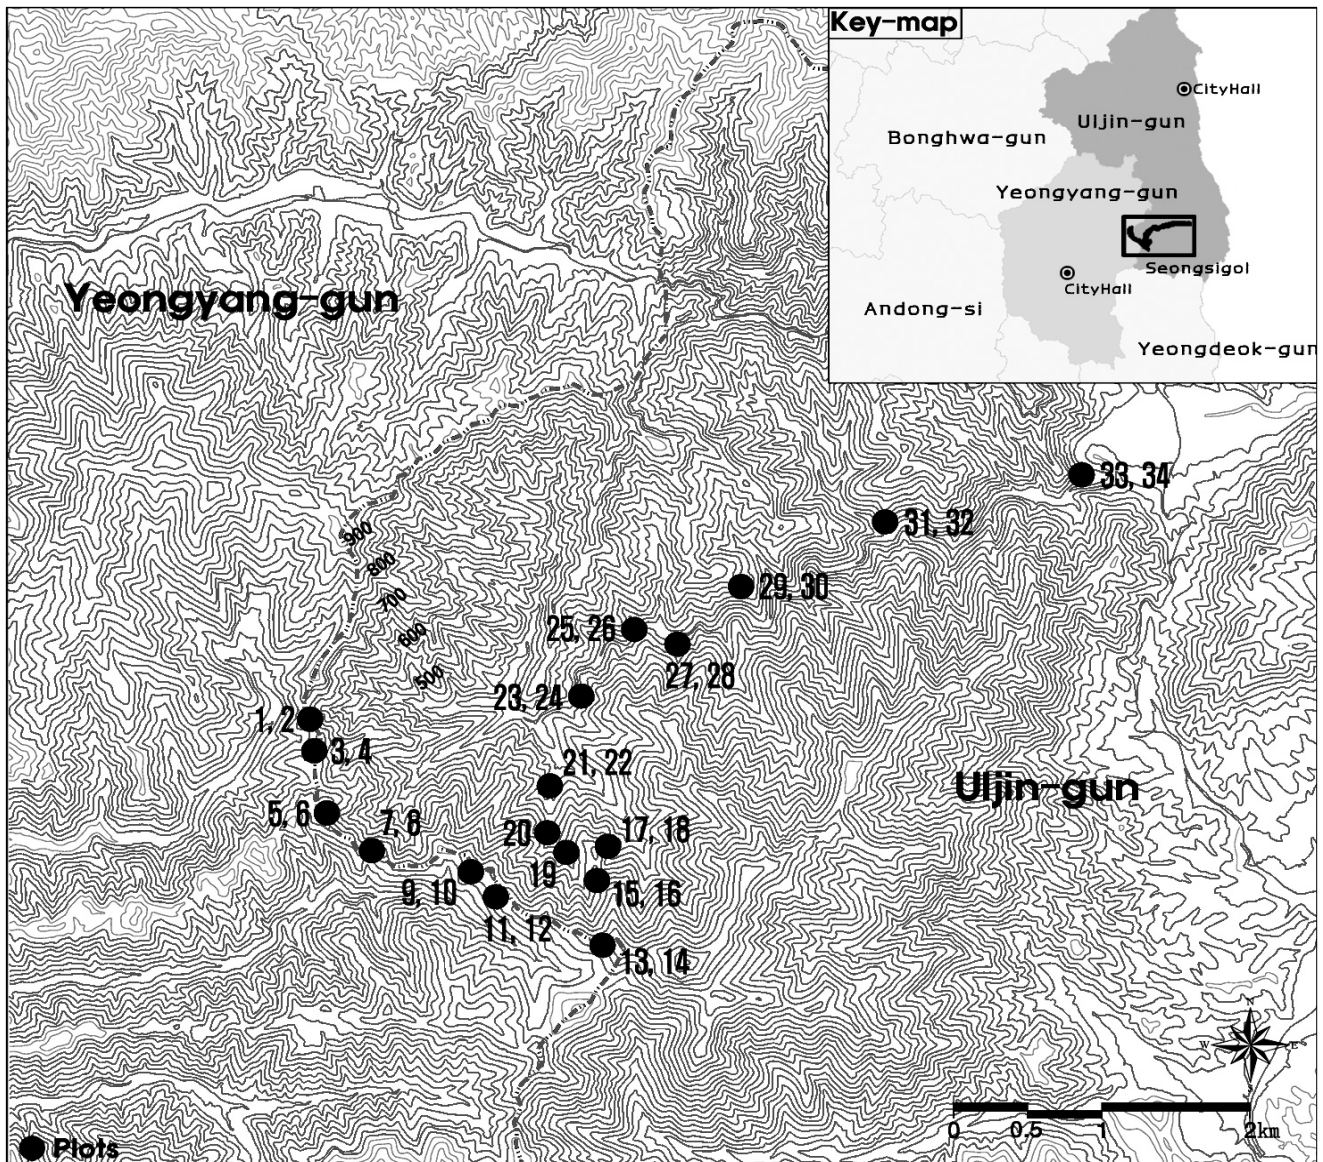 Key-map
CityHall
Uljin-gun
Bonghwa-gun
Yeongyang-gun
Seongsigol
CityHall
Andong-si
Yeongdeok-gun
Yeongyang-gun
33, 34
31, 32
900
800
29, 30
700
25, 26
600
500
27, 28
23, 24
1, 2
3, 4
21, 22
Uljin-gun
5, 6
7, 8
20
17, 18
19
9, 10
15, 16
11, 12
13, 14
N
W
E
S
0 0.5 1 2km
Plots